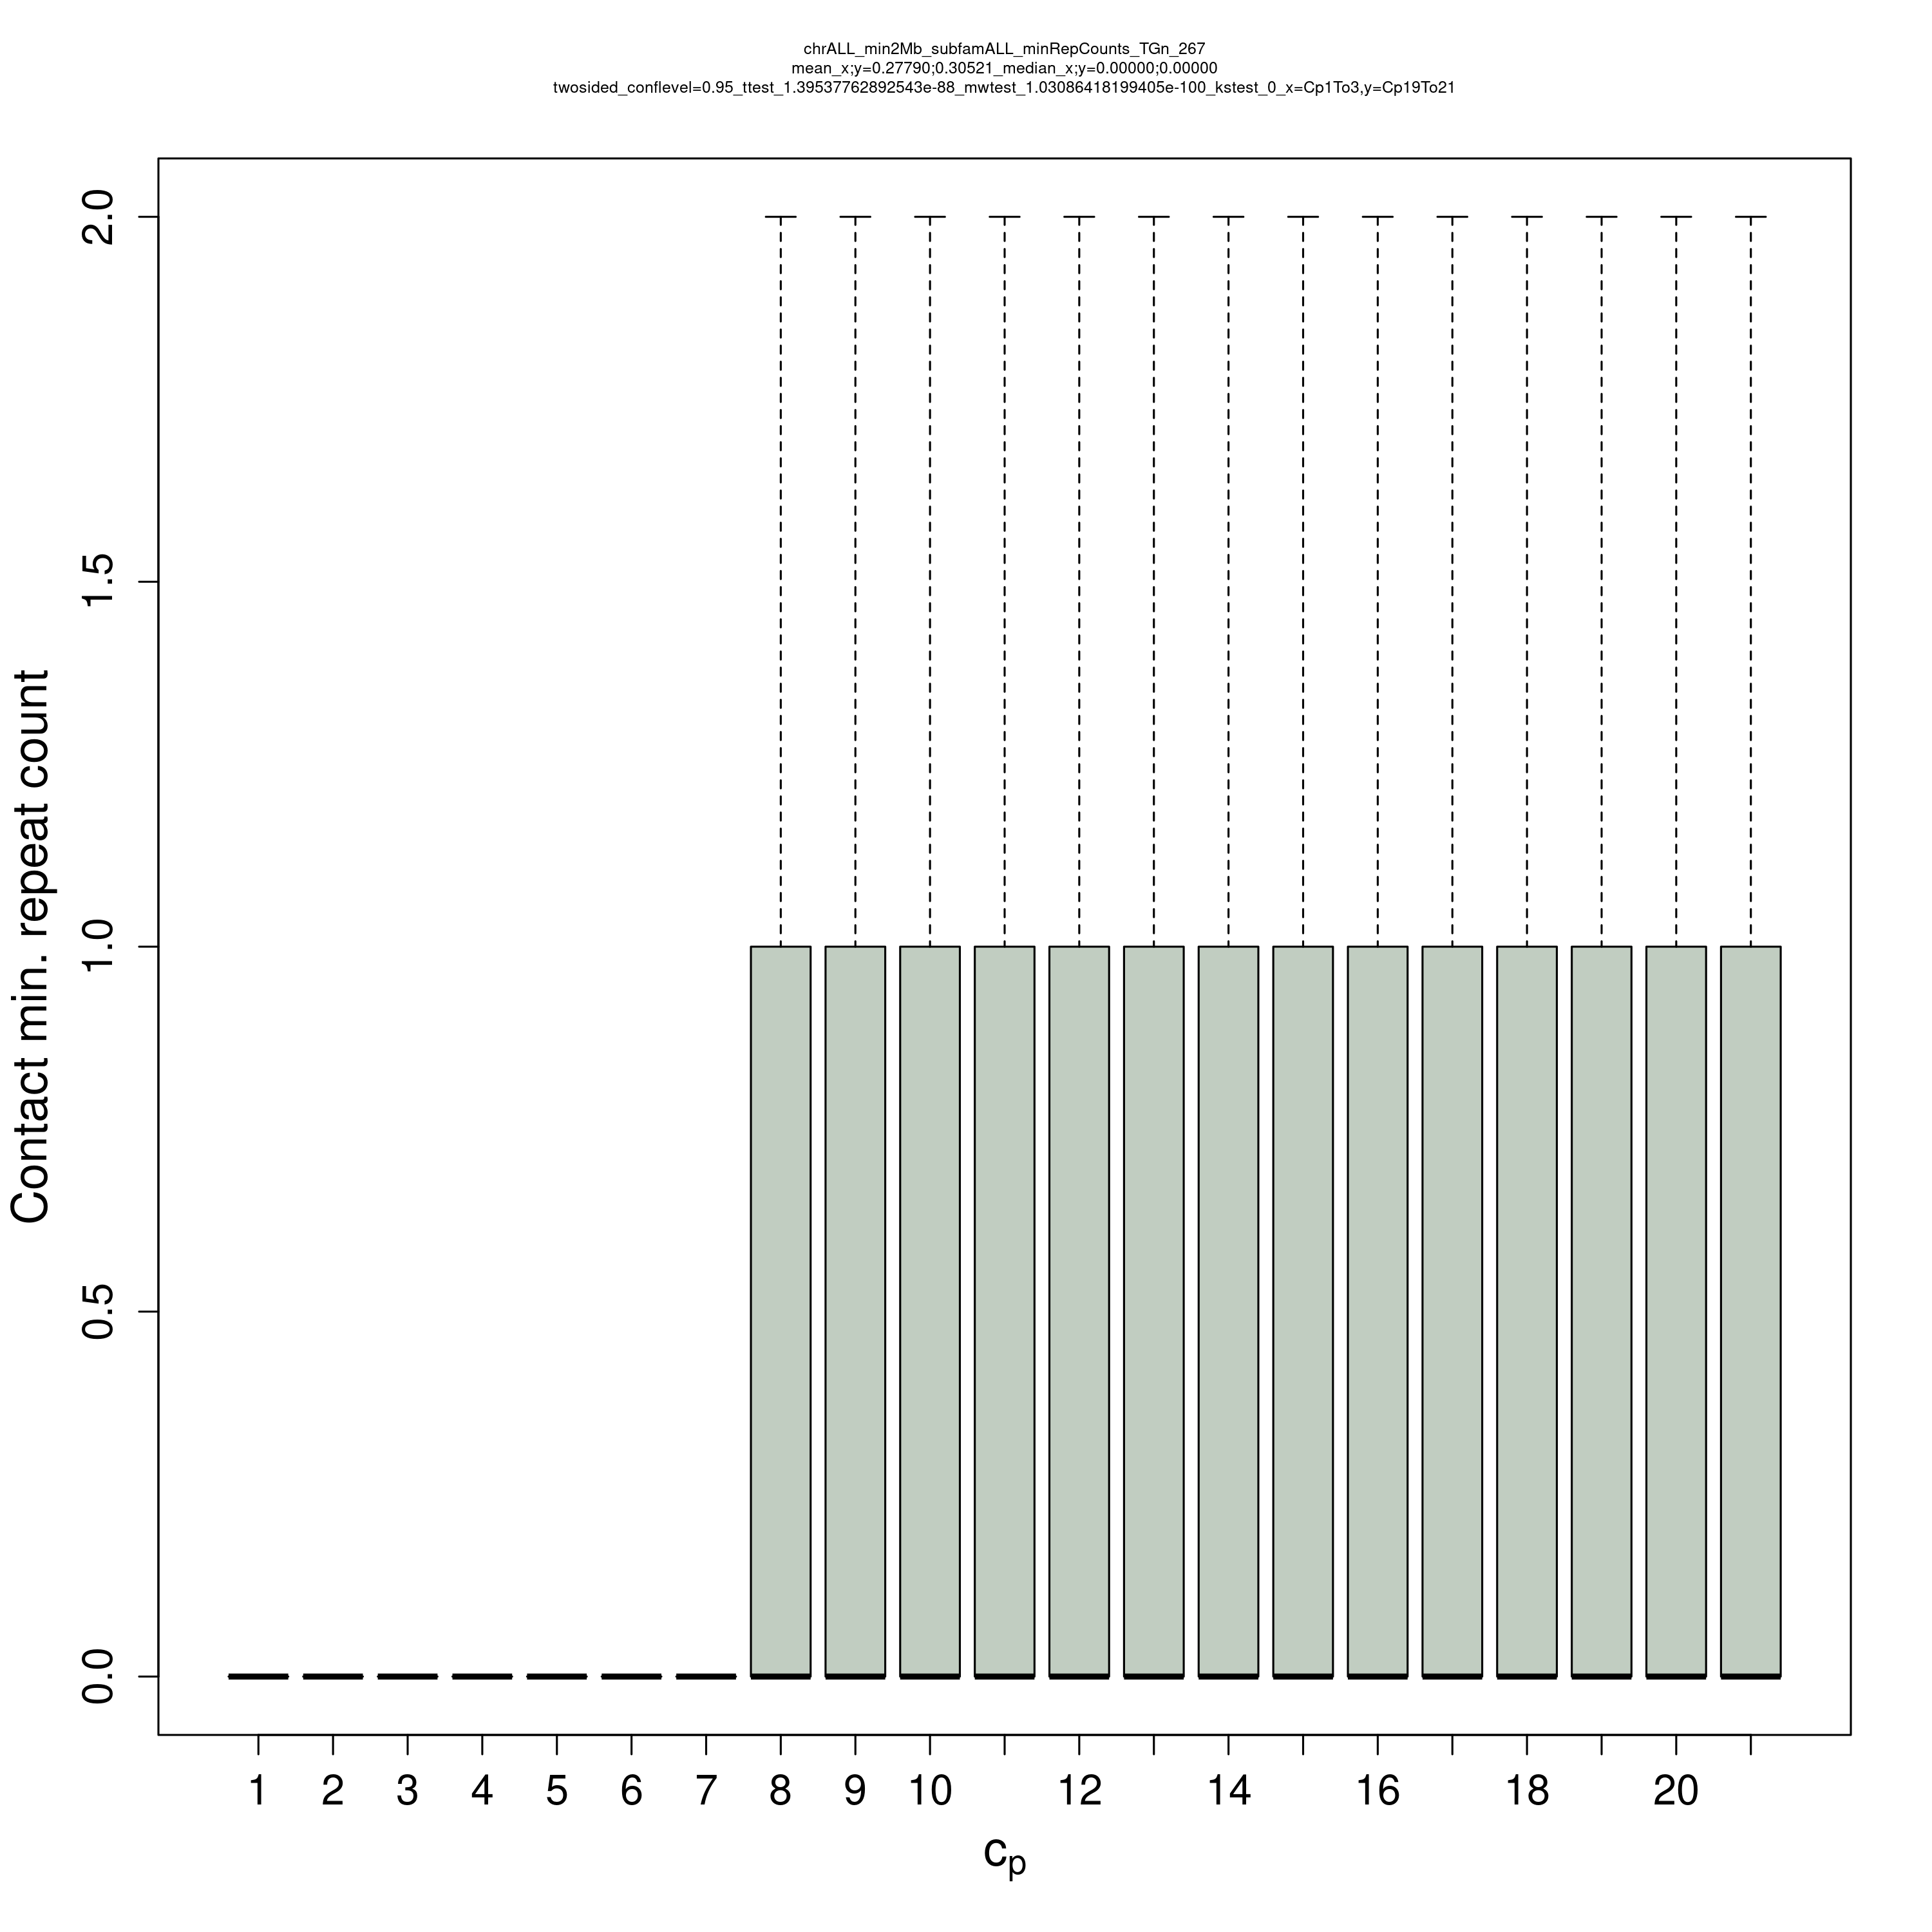 chrALL_min2Mb_subfamALL_minRepCounts_TGn_267
mean_x;y=0.27790;0.30521_median_x;y=0.00000;0.00000
twosided_conflevel=0.95_ttest_1.39537762892543e-88_mwtest_1.03086418199405e-100_kstest_0_x=Cp1To3,y=Cp19To21
Contact min. repeat count
2.0
1.5
1.0
0.5
0.0
1 2 3 4 5 6 7 8 9 10 12 14 16 18 20
cp